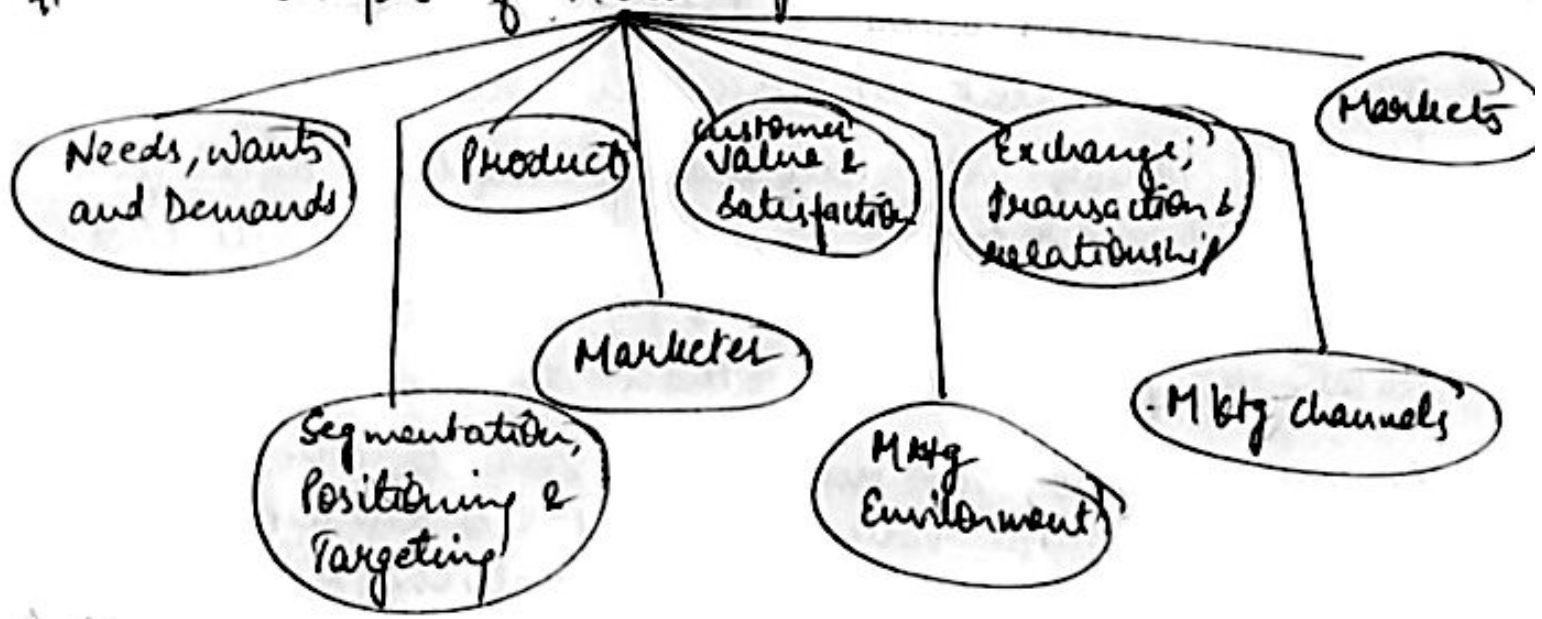 of
Needs, wants
and Demands
Product
Customer
Value &
Satisfaction
Exchange;
Transaction &
relationship
Markets
Marketer
Mktg channels
Segmentation,
Positioning &
Targeting
Mktg
Environment